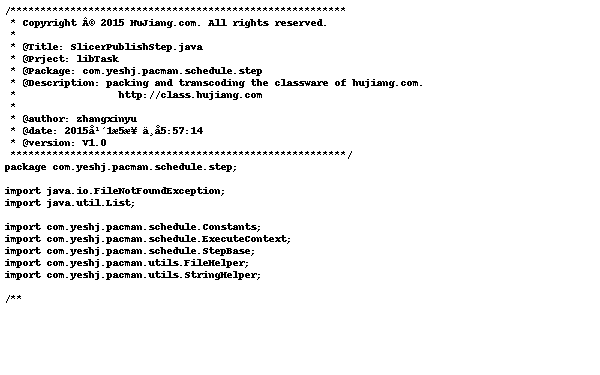 /*********************************************************
 * Copyright Â© 2015 HuJiang.com. All rights reserved.
 *
 * @Title: SlicerPublishStep.java
 * @Prject: libTask
 * @Package: com.yeshj.pacman.schedule.step
 * @Description: packing and transcoding the classware of hujiang.com.
 *                 http://class.hujiang.com
 *
 * @author: zhangxinyu
 * @date: 2015å¹´1æ5æ¥ ä¸å5:57:14
 * @version: V1.0
 *********************************************************/
package com.yeshj.pacman.schedule.step;
import java.io.FileNotFoundException;
import java.util.List;
import com.yeshj.pacman.schedule.Constants;
import com.yeshj.pacman.schedule.ExecuteContext;
import com.yeshj.pacman.schedule.StepBase;
import com.yeshj.pacman.utils.FileHelper;
import com.yeshj.pacman.utils.StringHelper;
/**